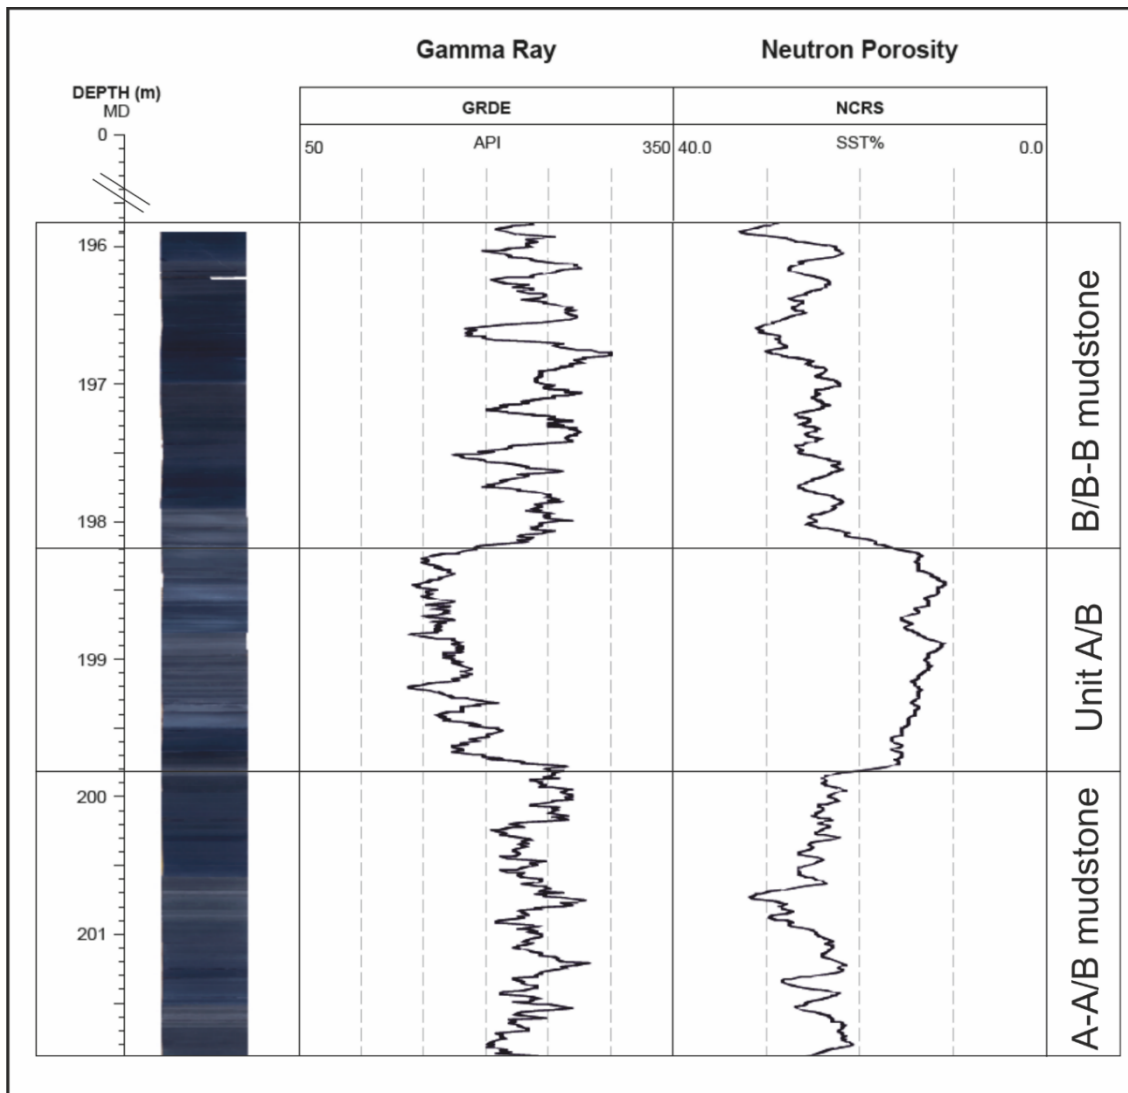 Gamma Ray
Neutron Porosity
DEPTH (m)
MD
GRDE
NCRS
0
50
API
350
40.0
SST%
0.0
196
197
198
199
200
201
B/B-B mudstone
Unit A/B
A-A/B mudstone